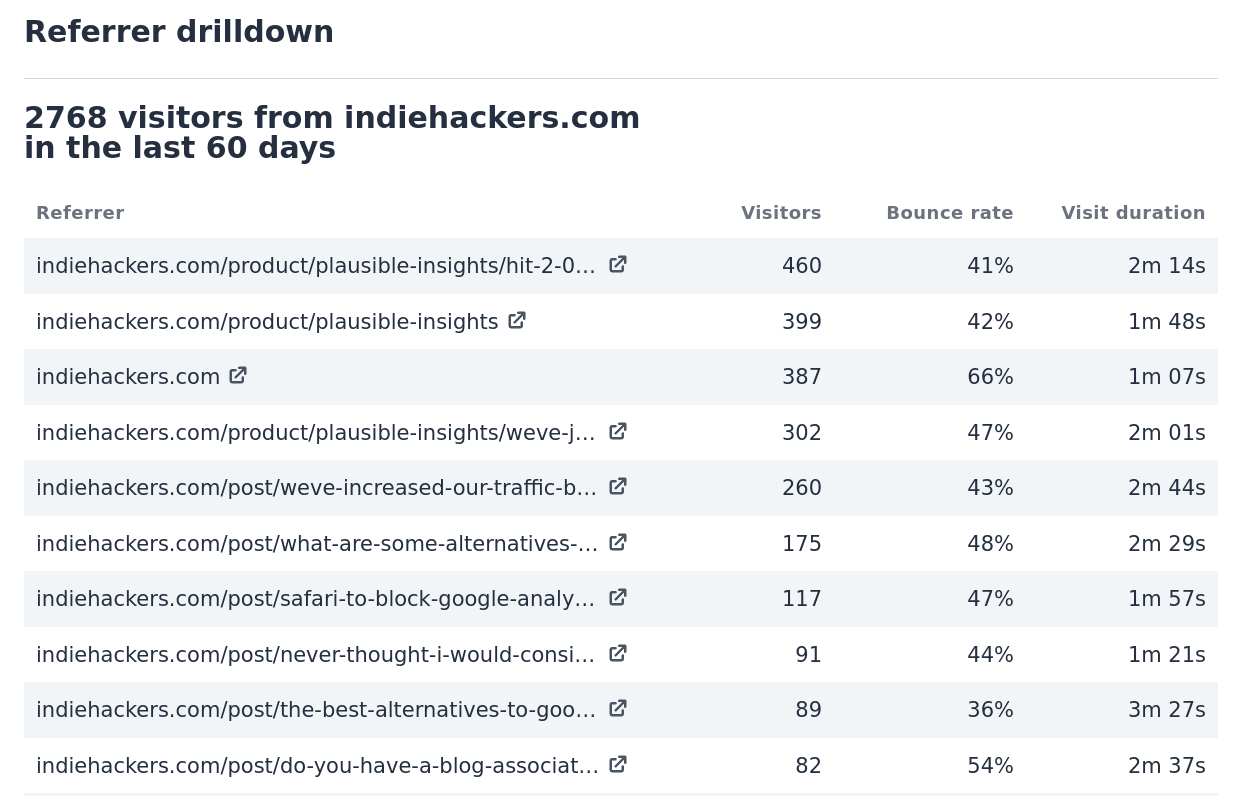 Referrer drilldown
2768 visitors from indiehackers.com
in the last 60 days
Referrer Visitors Bounce rate Visit duration
indiehackers.com/product/plausible-insights/hit-2-0… 460 41% 2m 14s
indiehackers.com/product/plausible-insights 399 42% 1m 48s
indiehackers.com 387 66% 1m 07s
indiehackers.com/product/plausible-insights/weve-j… 302 47% 2m 01s
indiehackers.com/post/weve-increased-our-traffic-b… 260 43% 2m 44s
indiehackers.com/post/what-are-some-alternatives-… 175 48% 2m 29s
indiehackers.com/post/safari-to-block-google-analy… 117 47% 1m 57s
indiehackers.com/post/never-thought-i-would-consi… 91 44% 1m 21s
indiehackers.com/post/the-best-alternatives-to-goo… 89 36% 3m 27s
indiehackers.com/post/do-you-have-a-blog-associat… 82 54% 2m 37s